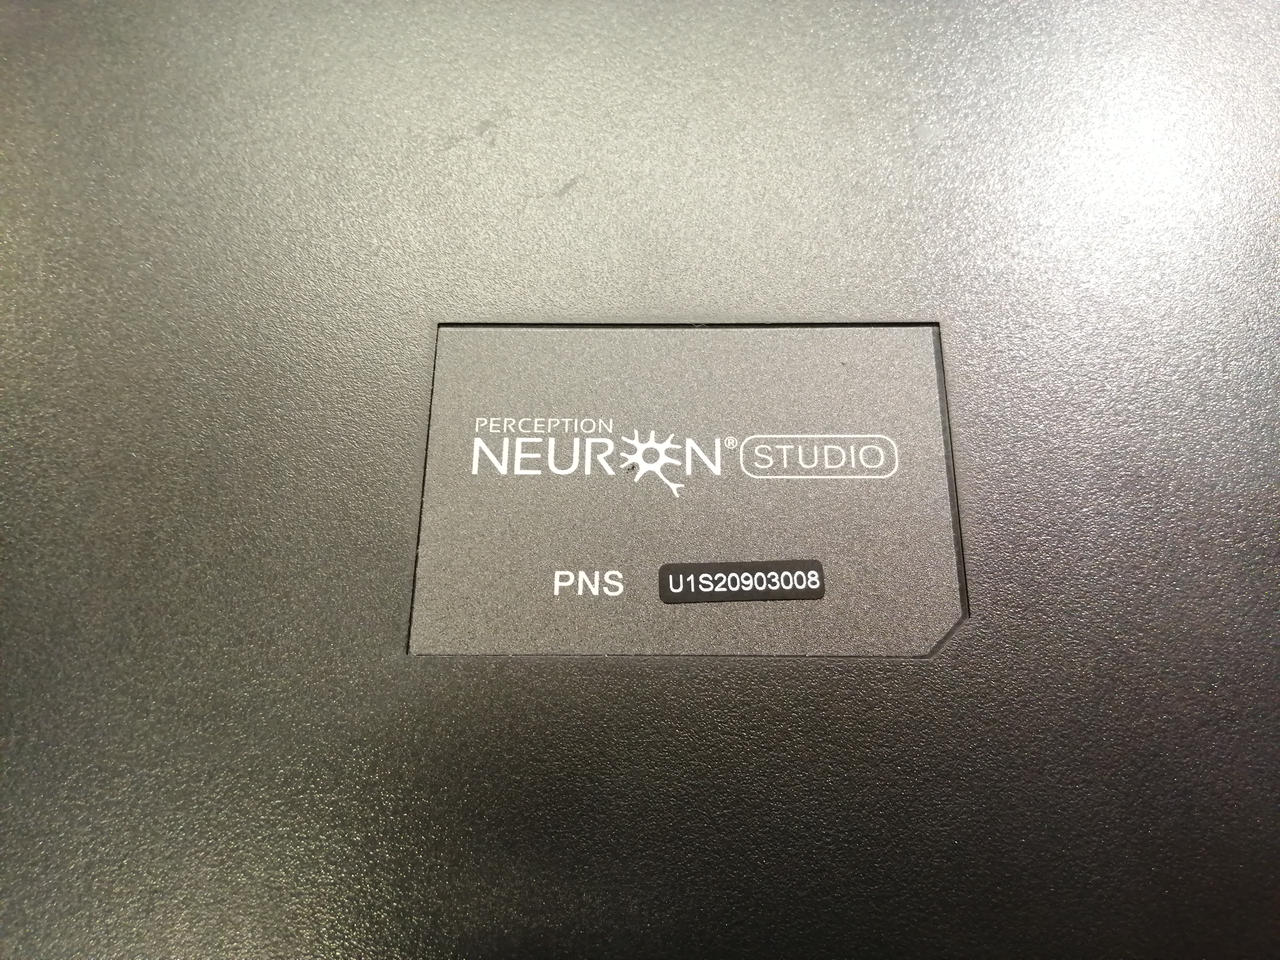 PERCEPTION
NEURON® STUDIO
PNS U1S20903008